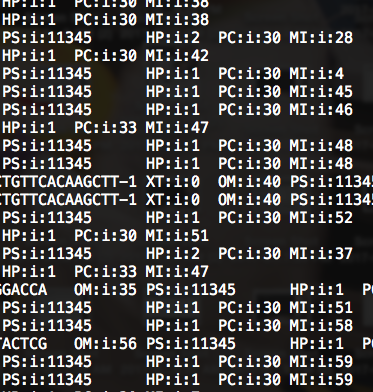 HP:i:1 PC:i:30 MI:i:38
HP:i:1 PC:i:30 MI:i:38
PS:i:11345 HP:i:2 PC:i:30 MI:i:28
HP:i:1 PC:i:30 MI:i:42
PS:i:11345 HP:i:1 PC:i:30 MI:i:4
PS:i:11345 HP:i:1 PC:i:30 MI:i:45
PS:i:11345 HP:i:1 PC:i:30 MI:i:46
HP:i:1 PC:i:33 MI:i:47
PS:i:11345 HP:i:1 PC:i:30 MI:i:48
PS:i:11345 HP:i:1 PC:i:30 MI:i:48
CTGTTCACAAGCTT-1 XT:i:0 OM:i:40 PS:i:11345
CTGTTCACAAGCTT-1 XT:i:0 OM:i:40 PS:i:11345
PS:i:11345 HP:i:1 PC:i:30 MI:i:52
HP:i:1 PC:i:30 MI:i:51
PS:i:11345 HP:i:2 PC:i:30 MI:i:37
HP:i:1 PC:i:33 MI:i:47
GGACCA OM:i:35 PS:i:11345 HP:i:1 P
PS:i:11345 HP:i:1 PC:i:30 MI:i:51
PS:i:11345 HP:i:1 PC:i:30 MI:i:58
TACTCG OM:i:56 PS:i:11345 HP:i:1 P
PS:i:11345 HP:i:1 PC:i:30 MI:i:59
PS:i:11345 HP:i:1 PC:i:30 MI:i:59